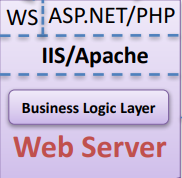 WS ASP.NET/PHP
IIS/Apache
Business Logic Layer
Web Server